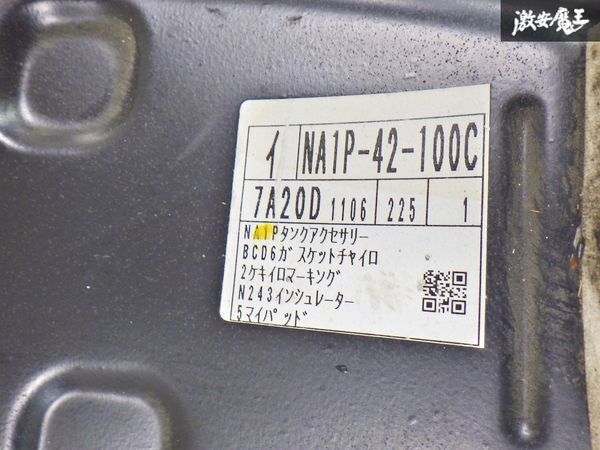 激安魔王
イ NA1P-42-100C
7A20D 1106 225 1
NA1Pタンクアクセサリー
BCD6ガスケットチャイロ
2ケキイロマーキング
N243インシュレーター
5マイパッド